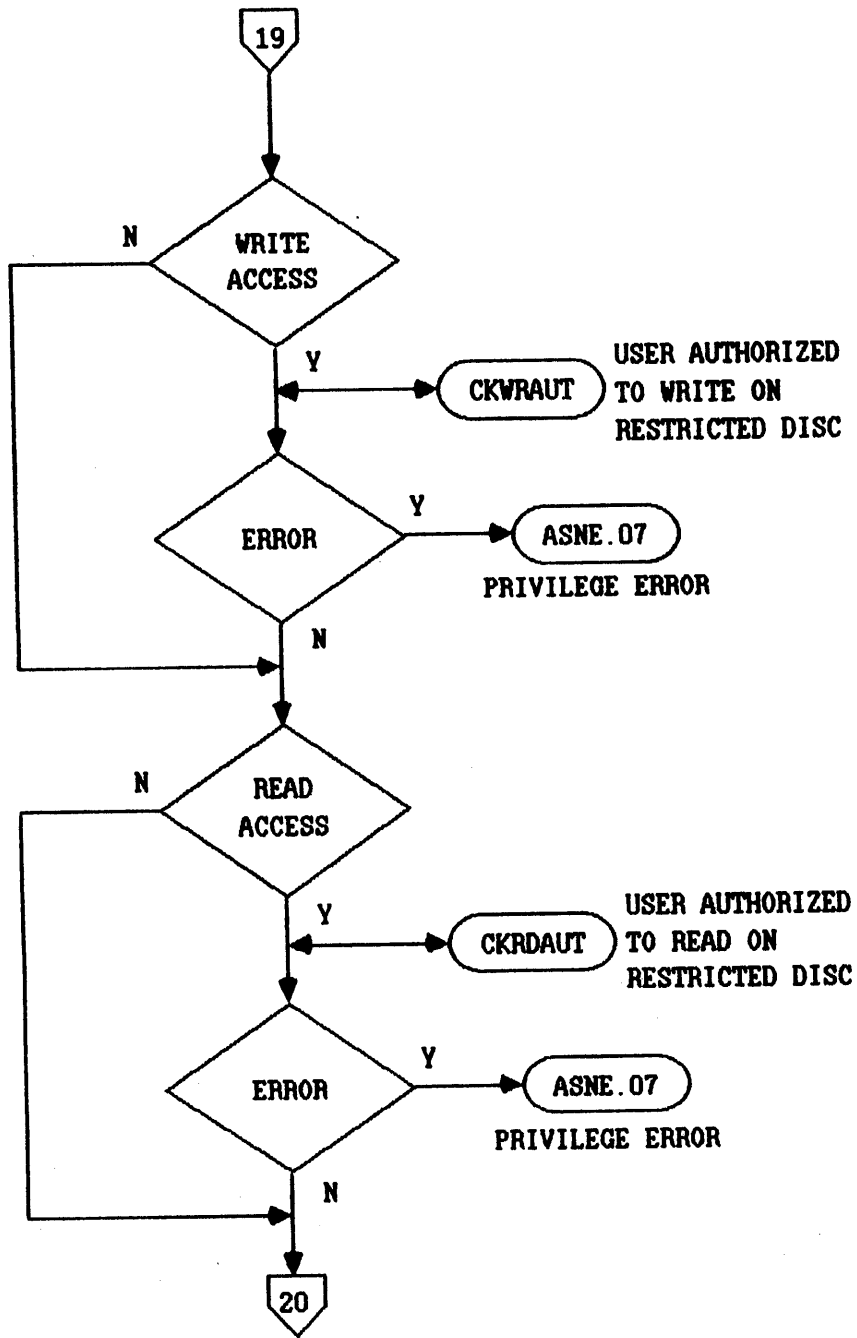 19
N
WRITE
ACCESS
Y
CKWRAUT
USER AUTHORIZED
TO WRITE ON
RESTRICTED DISC
ERROR
Y
ASNE.07
PRIVILEGE ERROR
N
N
READ
ACCESS
Y
CKRDAUT
USER AUTHORIZED
TO READ ON
RESTRICTED DISC
ERROR
Y
ASNE.07
PRIVILEGE ERROR
N
20